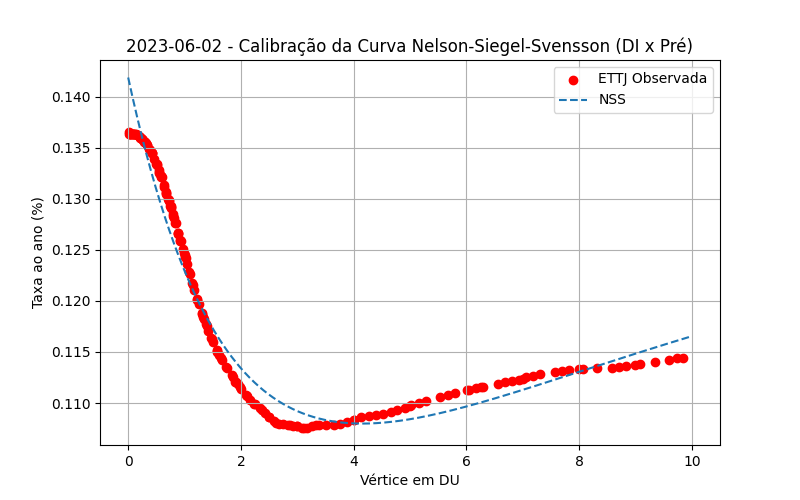 2023-06-02 - Calibração da Curva Nelson-Siegel-Svensson (DI x Pré)
ETTJ Observada
NSS
Taxa ao ano (%)
0.140
0.135
0.130
0.125
0.120
0.115
0.110
0 2 4 6 8 10
Vértice em DU